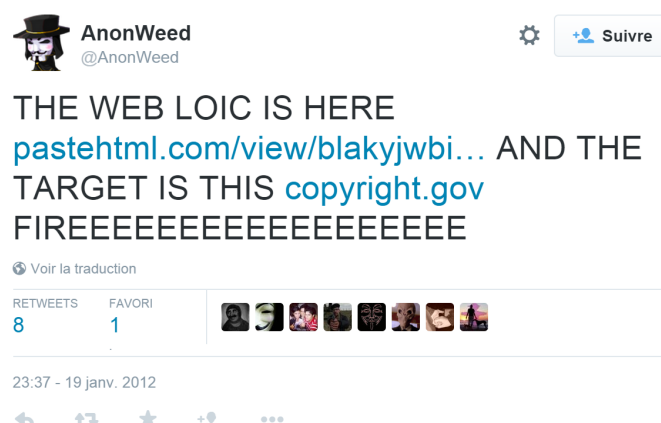 AnonWeed
@AnonWeed
Suivre
THE WEB LOIC IS HERE
pastehtml.com/view/blakyjwbi… AND THE
TARGET IS THIS copyright.gov
FIREEEEEEEEEEEEEEEEEEE
Voir la traduction
RETWEETS FAVORI
8 1
23:37 - 19 janv. 2012